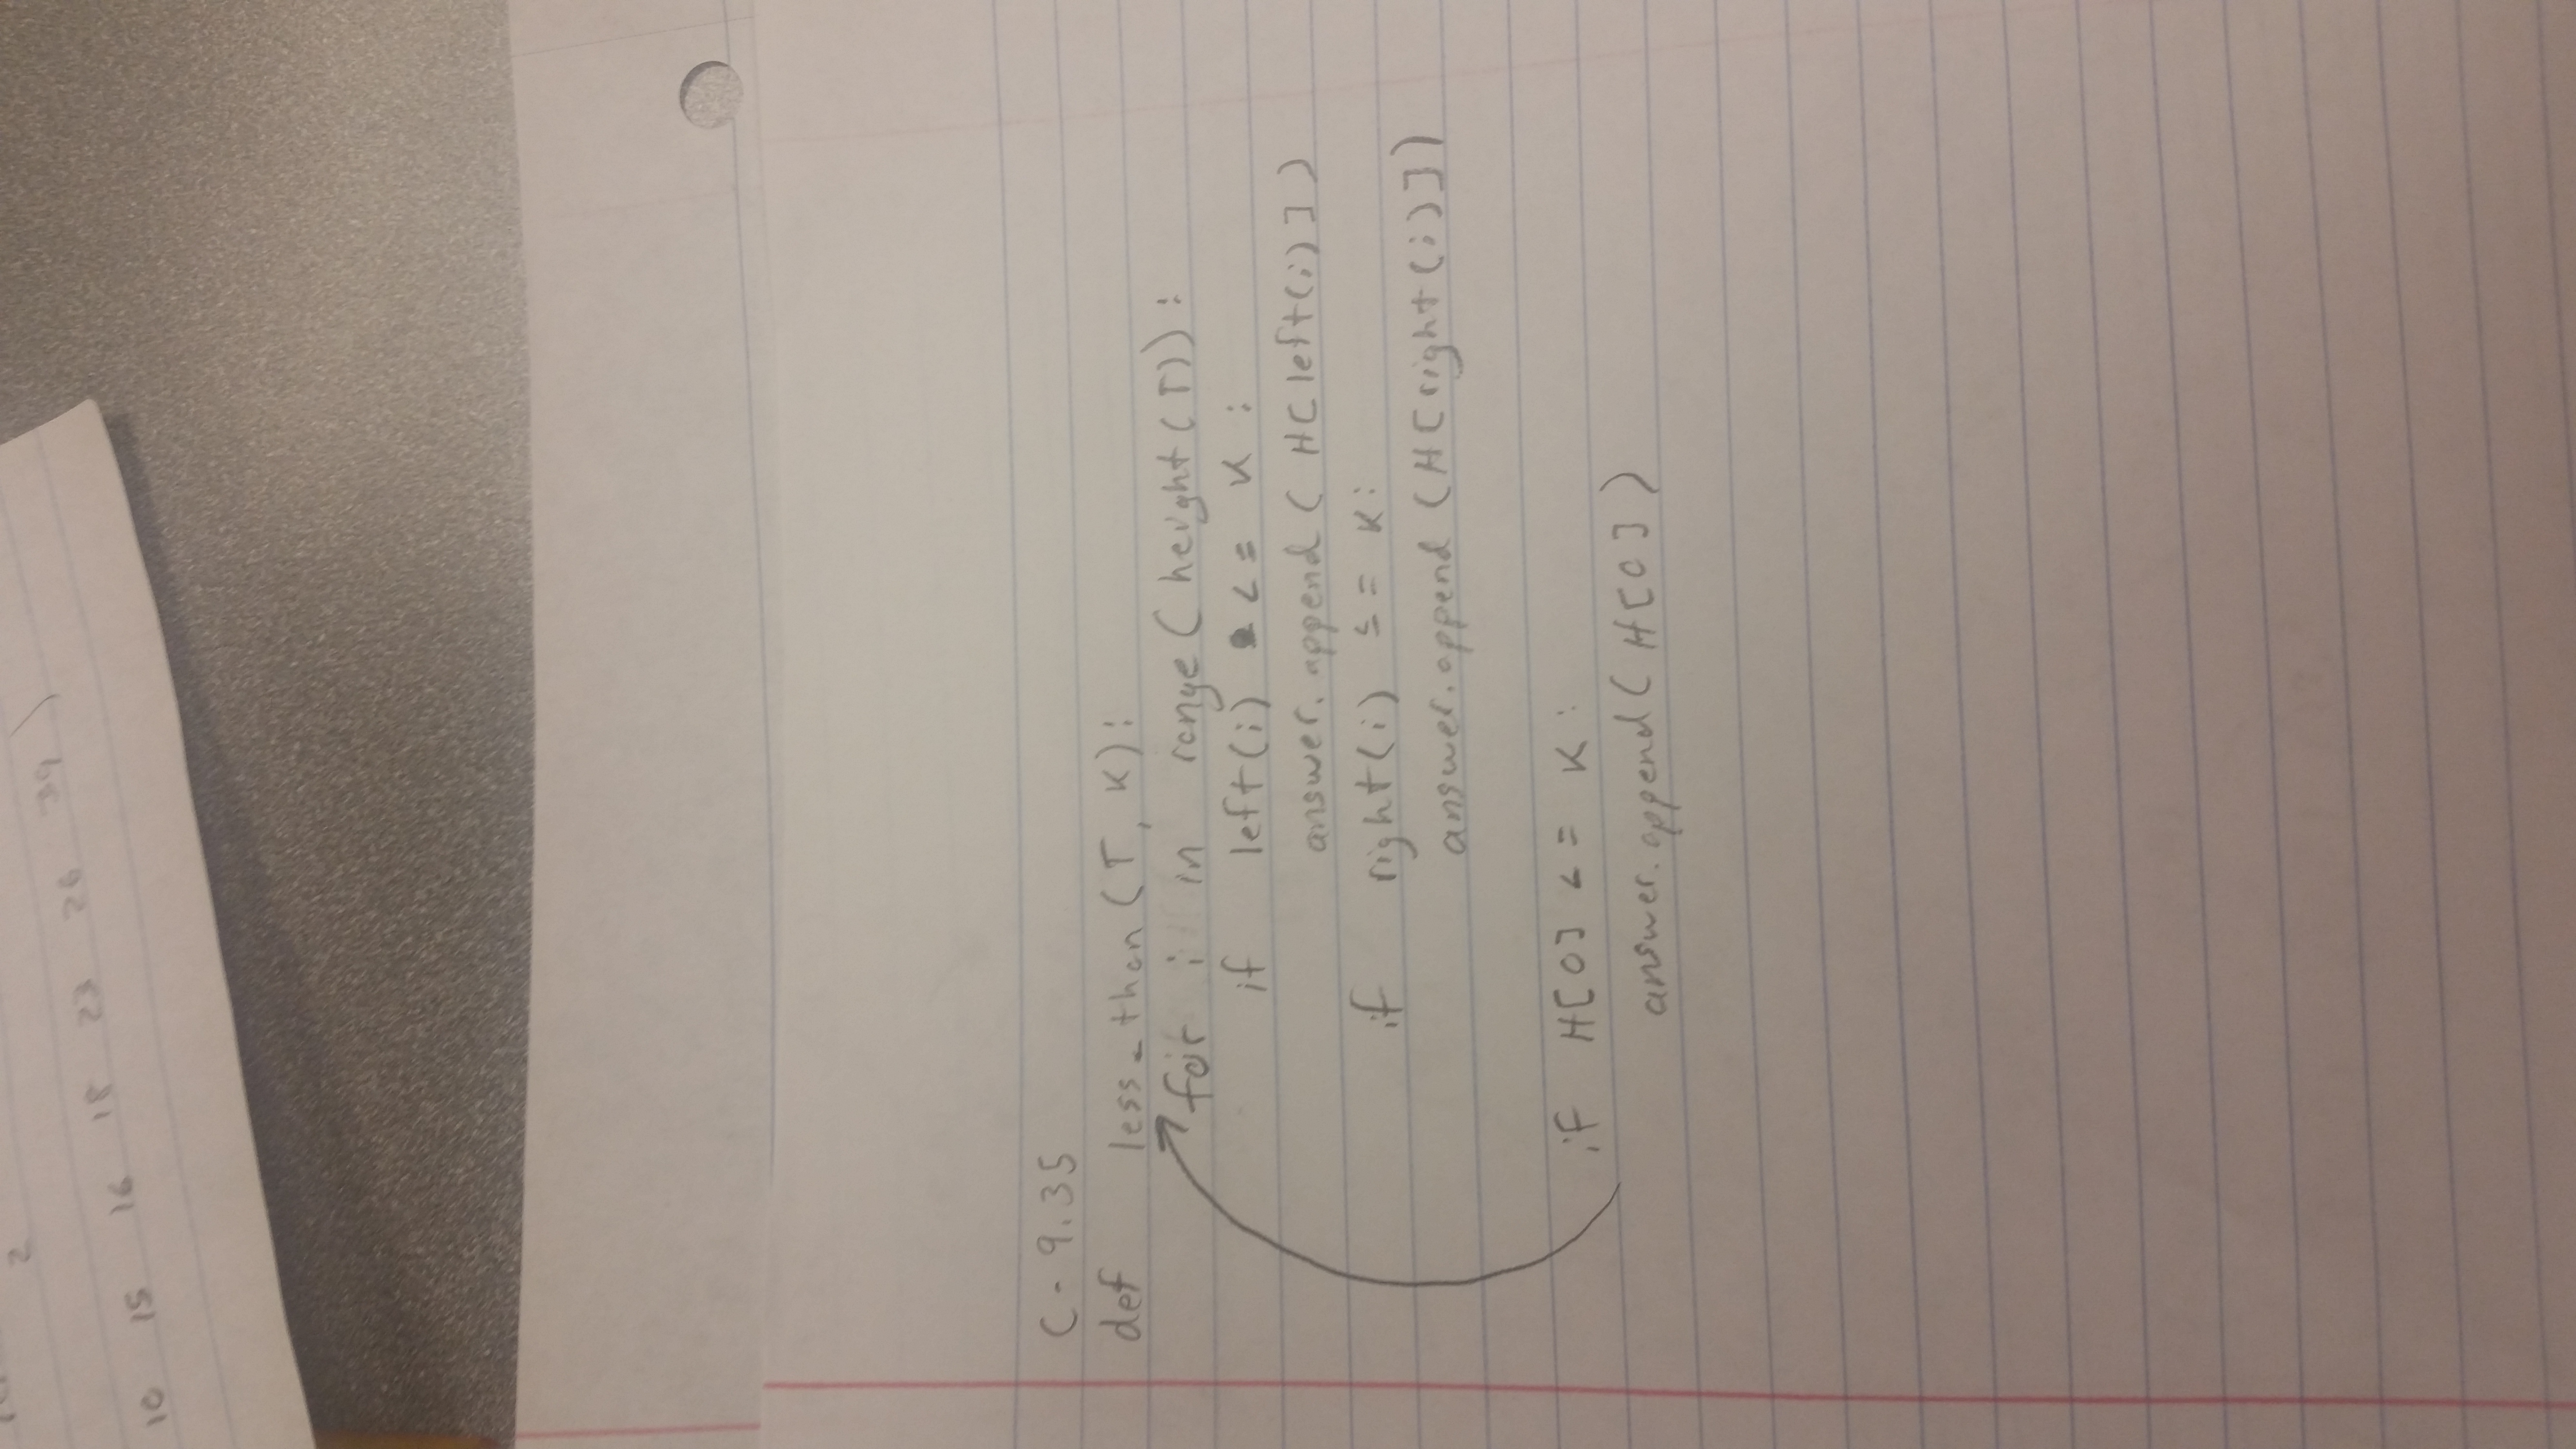 2
10 15 16 18 23 26 39 )
C - 9.35
def less_than (T, K):
for i in range (height (T)):
if left(i) <= K :
answer.append ( H[left(i)] )
if right(i) <= K:
answer.append (H[right(i)])
if H[0] <= K :
answer.append ( H[0] )